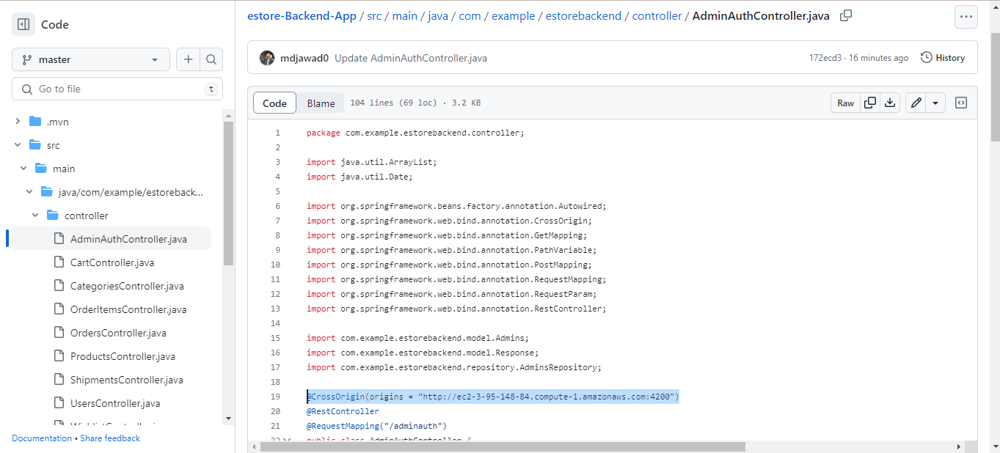 Code
master
Go to file
t
.mvn
src
main
java/com/example/estoreback...
controller
AdminAuthController.java
CartController.java
CategoriesController.java
OrderItemsController.java
OrdersController.java
ProductsController.java
ShipmentsController.java
UsersController.java
Documentation • Share feedback
estore-Backend-App / src / main / java / com / example / estorebackend / controller / AdminAuthController.java
mdjawad0 Update AdminAuthController.java 172ecd3 · 16 minutes ago History
Code Blame 104 lines (69 loc) · 3.2 KB Raw
1 package com.example.estorebackend.controller;
2
3 import java.util.ArrayList;
4 import java.util.Date;
5
6 import org.springframework.beans.factory.annotation.Autowired;
7 import org.springframework.web.bind.annotation.CrossOrigin;
8 import org.springframework.web.bind.annotation.GetMapping;
9 import org.springframework.web.bind.annotation.PathVariable;
10 import org.springframework.web.bind.annotation.PostMapping;
11 import org.springframework.web.bind.annotation.RequestMapping;
12 import org.springframework.web.bind.annotation.RequestParam;
13 import org.springframework.web.bind.annotation.RestController;
14
15 import com.example.estorebackend.model.Admins;
16 import com.example.estorebackend.model.Response;
17 import com.example.estorebackend.repository.AdminsRepository;
18
19 @CrossOrigin(origins = "http://ec2-3-95-148-84.compute-1.amazonaws.com:4200")
20 @RestController
21 @RequestMapping("/adminauth")
22 public class AdminAuthController {